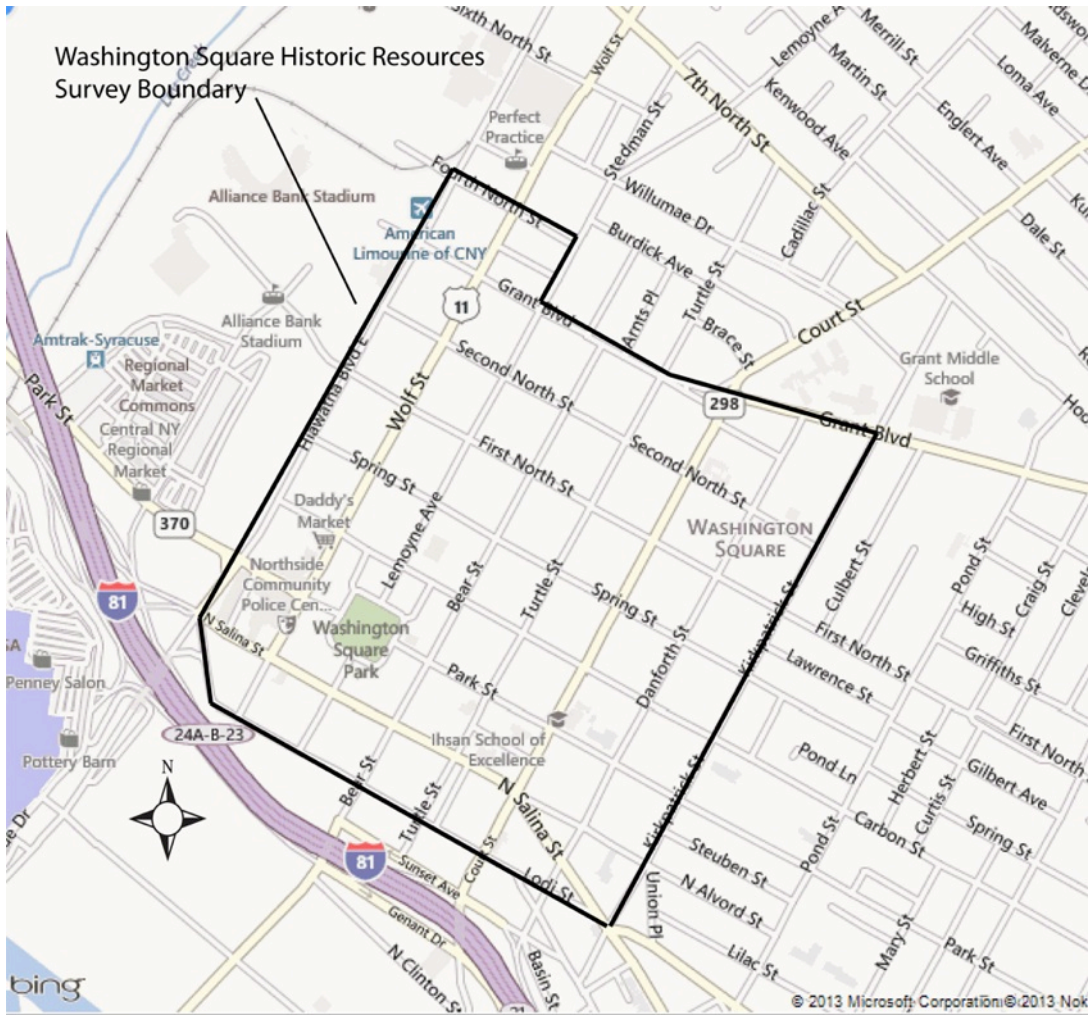 Washington Square Historic Resources
Survey Boundary
Sixth North St
Wolf St
Lemoyne A
Merrill St
Martin St
Malverne D
Loma Ave
7th North St
Kenwood Ave
Englert Ave
Perfect
Practice
Stedman St
Fourth North St
Willumae Dr
Cadillac St
Dale St
Alliance Bank Stadium
American
Limousine of CNY
Burdick Ave
Turtle St
Grant Blvd
11
Arnts Pl
Brace St
Court St
Alliance Bank
Stadium
Amtrak-Syracuse
Regional
Market
Commons
Park St
Central NY
Regional
Market
Hiawatha Blvd E
Wolf St
Second North St
Grant Middle
School
298
Grant Blvd
First North St
Second North St
Spring St
370
Daddy's
Market
Lemoyne Ave
WASHINGTON
SQUARE
Northside
Community
Police Cen...
Bear St
Turtle St
Spring St
Culbert St
Pond St
Craig St
Cleve
High St
81
N Salina St
Washington
Square
Park
Danforth St
Kirkpatrick St
First North St
Lawrence St
Griffiths St
SA
Penney Salon
Park St
24A-B-23
Pottery Barn
Ihsan School of
Excellence
First North
Pond Ln
Herbert St
Gilbert Ave
N
Bear St
Turtle St
N Salina St
Kirkpatrick St
Curtis St
Carbon St
Spring St
Court St
81
Sunset Ave
Lodi St
Pond St
Steuben St
N Alvord St
Union Pl
Genant Dr
N Clinton St
Basin St
Lilac St
Mary St
Park St
bing
© 2013 Microsoft Corporation © 2013 Nok